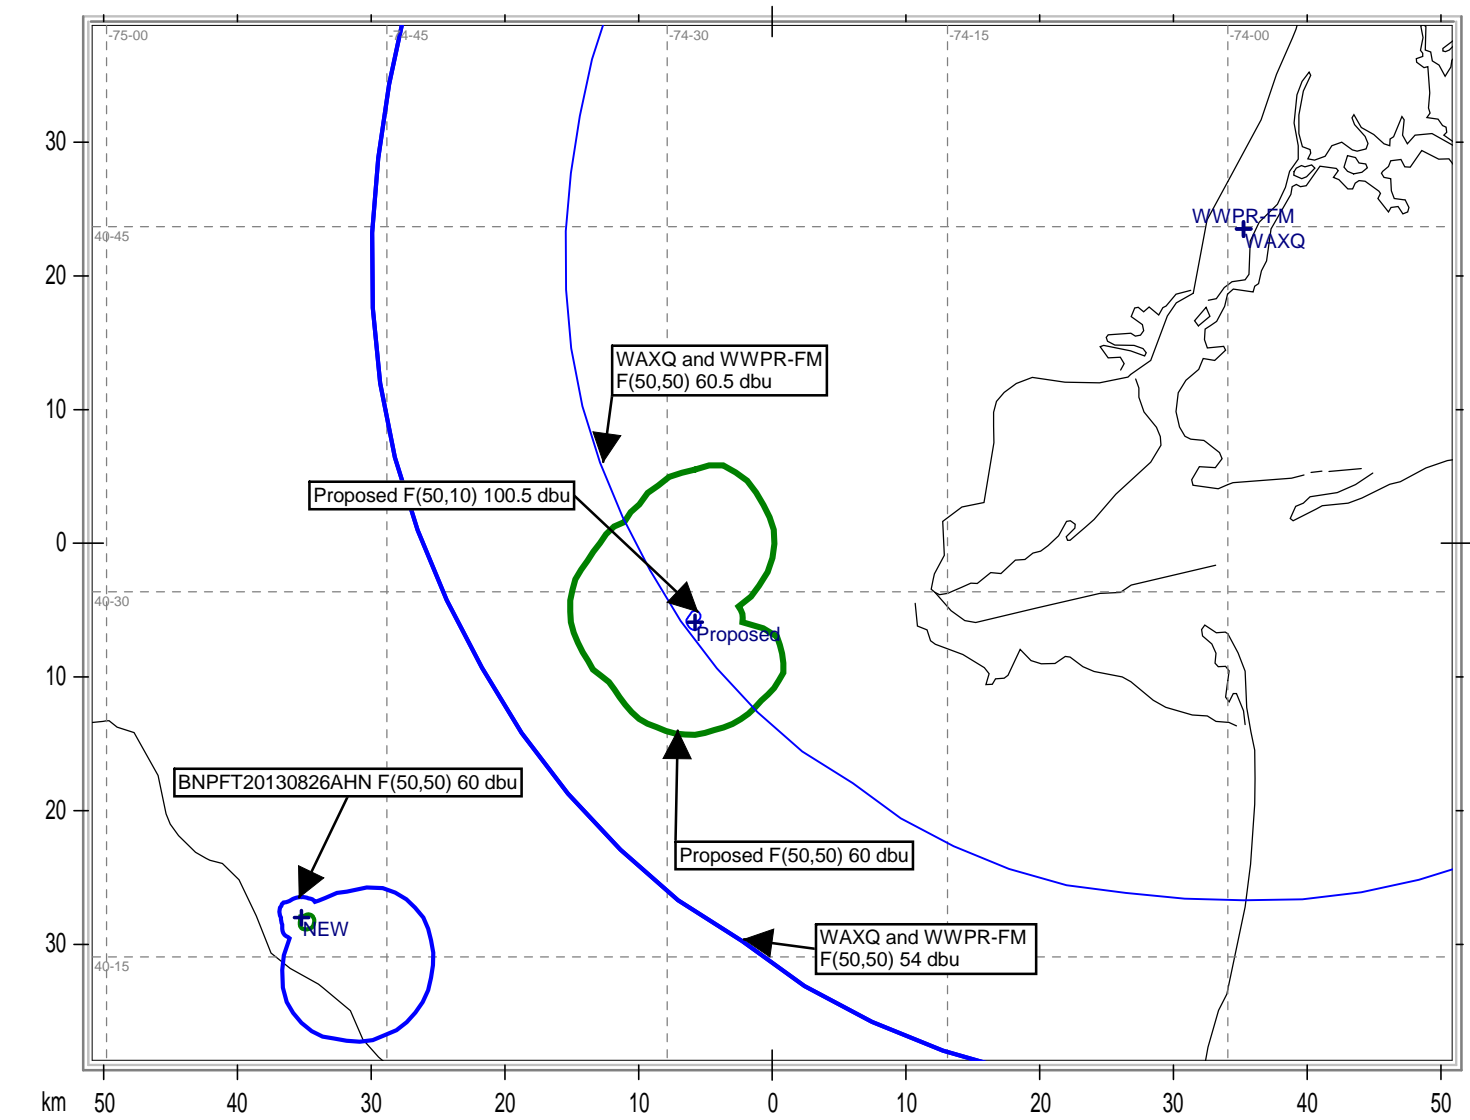 -75-00
-74-45
-74-30
-74-15
-74-00
30
WWPR-FM
40-45
WAXQ
20
WAXQ and WWPR-FM
F(50,50) 60.5 dbu
10
Proposed F(50,10) 100.5 dbu
0
40-30
Proposed
10
BNPFT20130826AHN F(50,50) 60 dbu
20
Proposed F(50,50) 60 dbu
NEW
30
WAXQ and WWPR-FM
F(50,50) 54 dbu
40-15
km
50
40
30
20
10
0
10
20
30
40
50